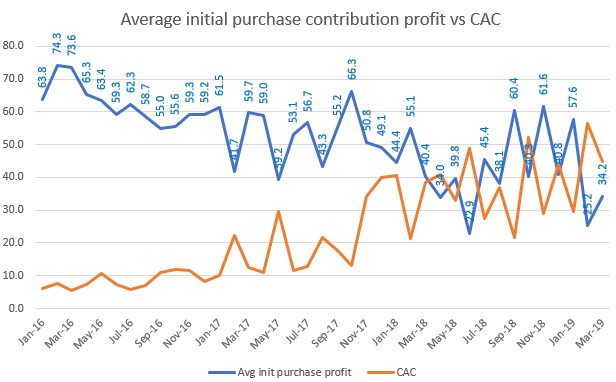 Average initial purchase contribution profit vs CAC
80.0
70.0
60.0
50.0
40.0
30.0
20.0
10.0
0.0
63.8
74.3
73.6
65.3
63.4
59.3
62.3
58.7
55.0
55.6
59.3
59.2
61.5
41.7
59.7
59.0
39.2
53.1
56.7
43.3
55.2
66.3
50.8
49.1
44.4
55.1
40.4
34.0
39.8
22.9
45.4
38.1
60.4
40.3
61.6
40.8
57.6
25.2
34.2
Jan-16
Mar-16
May-16
Jul-16
Sep-16
Nov-16
Jan-17
Mar-17
May-17
Jul-17
Sep-17
Nov-17
Jan-18
Mar-18
May-18
Jul-18
Sep-18
Nov-18
Jan-19
Mar-19
Avg init purchase profit
CAC